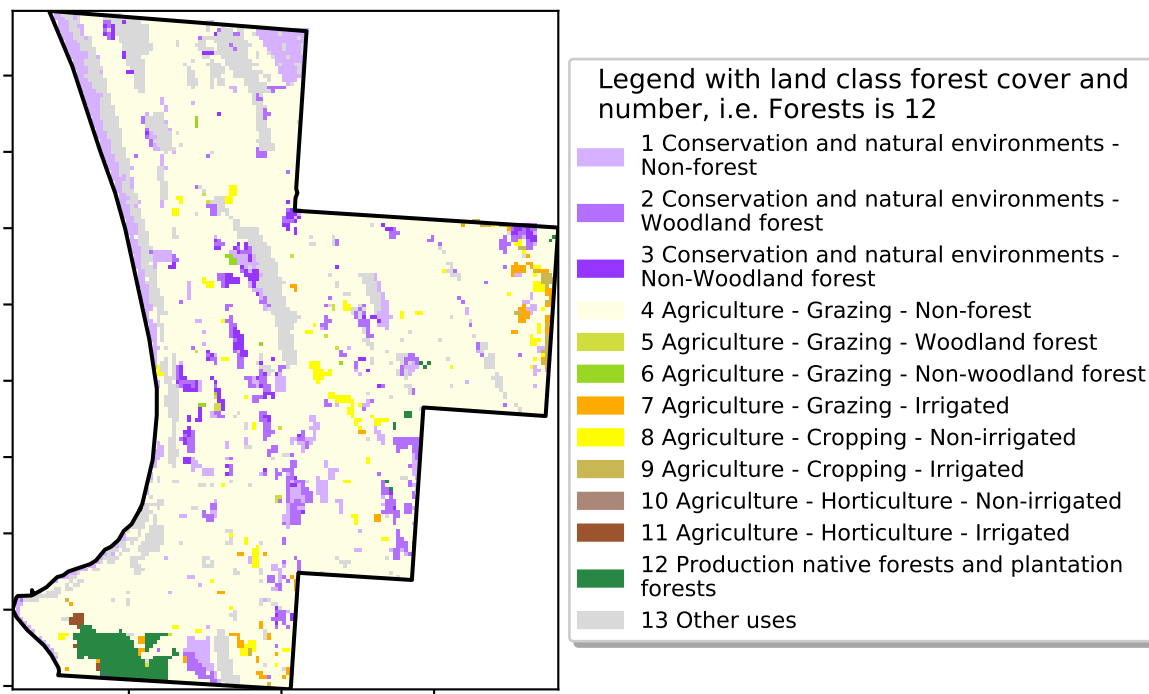 Legend with land class forest cover and
number, i.e. Forests is 12
1 Conservation and natural environments -
Non-forest
2 Conservation and natural environments -
Woodland forest
3 Conservation and natural environments -
Non-Woodland forest
4 Agriculture - Grazing - Non-forest
5 Agriculture - Grazing - Woodland forest
6 Agriculture - Grazing - Non-woodland forest
7 Agriculture - Grazing - Irrigated
8 Agriculture - Cropping - Non-irrigated
9 Agriculture - Cropping - Irrigated
10 Agriculture - Horticulture - Non-irrigated
11 Agriculture - Horticulture - Irrigated
12 Production native forests and plantation
forests
13 Other uses